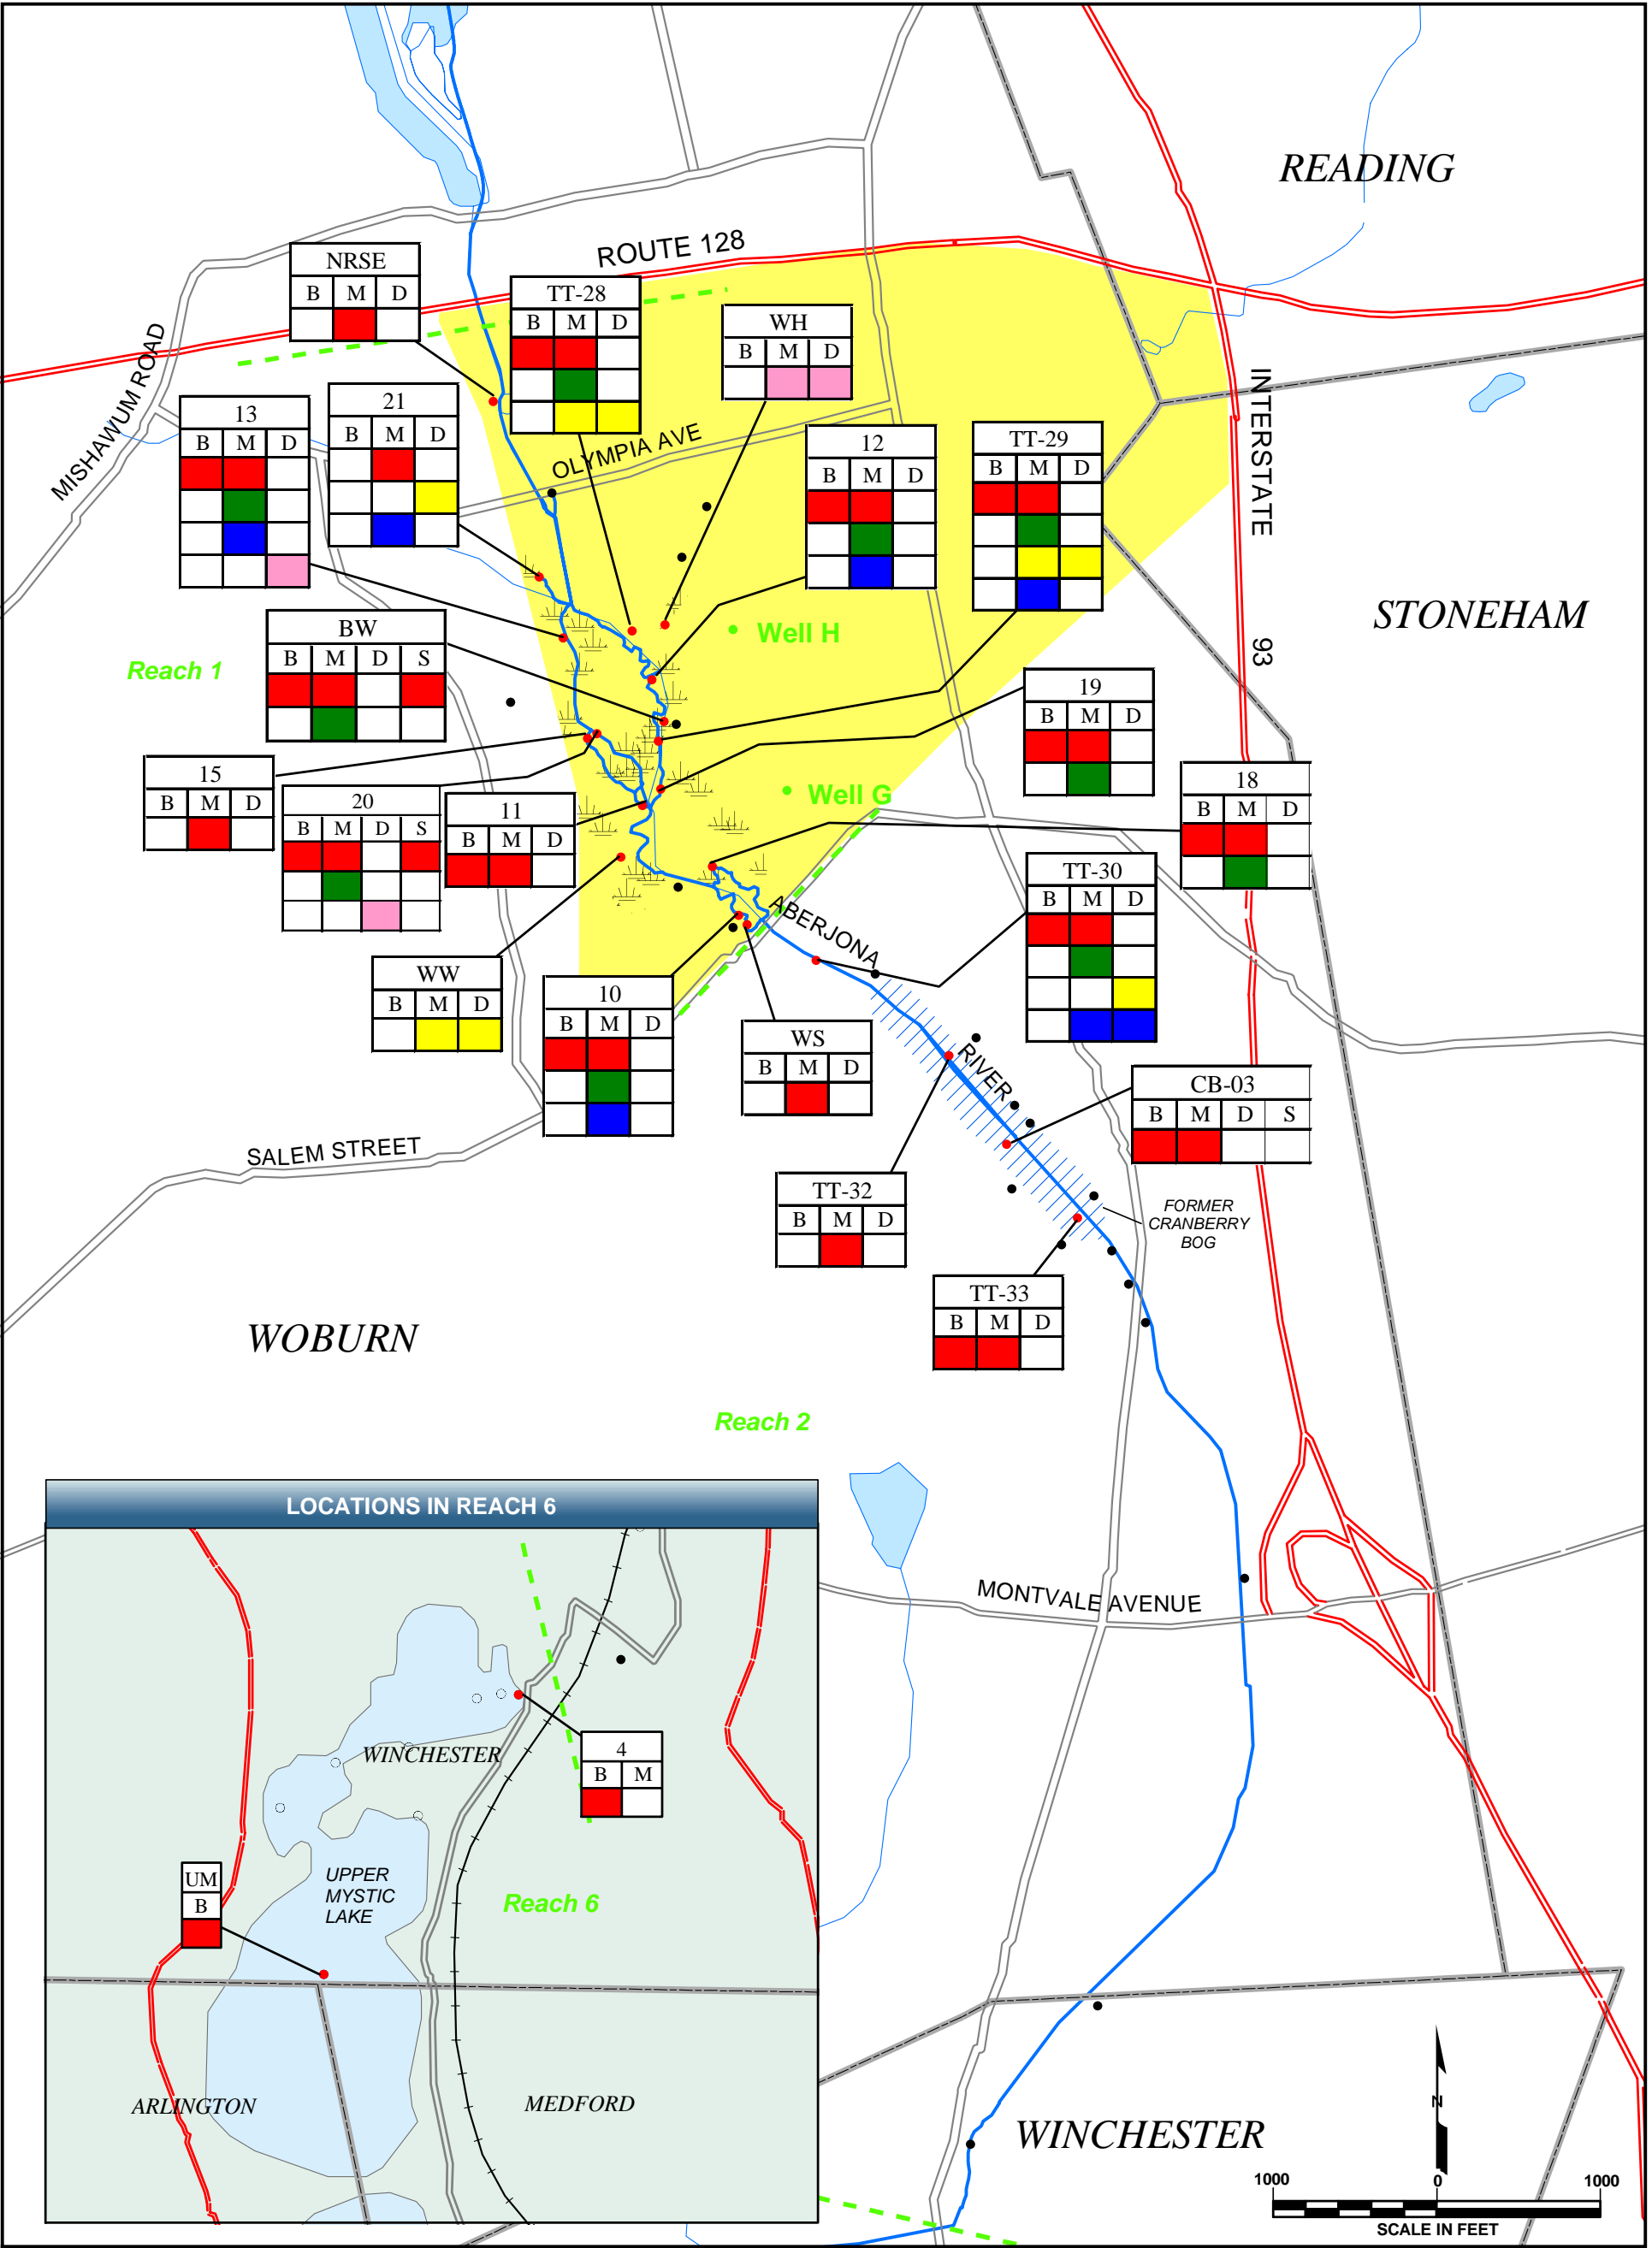 READING
ROUTE 128
NRSE
B M D
TT-28
B M D
WH
B M D
MISHAWUM ROAD
13
B M D
21
B M D
OLYMPIA AVE
12
B M D
TT-29
B M D
INTERSTATE
93
STONEHAM
Well H
BW
B M D S
Reach 1
19
B M D
15
B M D
20
B M D S
11
B M D
Well G
18
B M D
TT-30
B M D
ABERJONA
RIVER
WW
B M D
10
B M D
WS
B M D
CB-03
B M D S
SALEM STREET
TT-32
B M D
FORMER
CRANBERRY
BOG
TT-33
B M D
WOBURN
Reach 2
LOCATIONS IN REACH 6
MONTVALE AVENUE
WINCHESTER
4
B M
UM
B
UPPER
MYSTIC
LAKE
Reach 6
ARLINGTON
MEDFORD
WINCHESTER
N
1000 0 1000
SCALE IN FEET